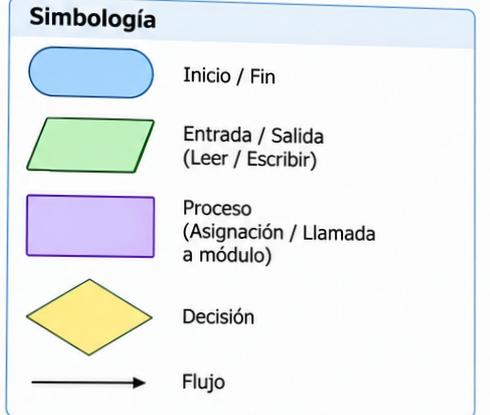 Simbología
Inicio / Fin
Entrada / Salida
(Leer / Escribir)
Proceso
(Asignación / Llamada
a módulo)
Decisión
Flujo